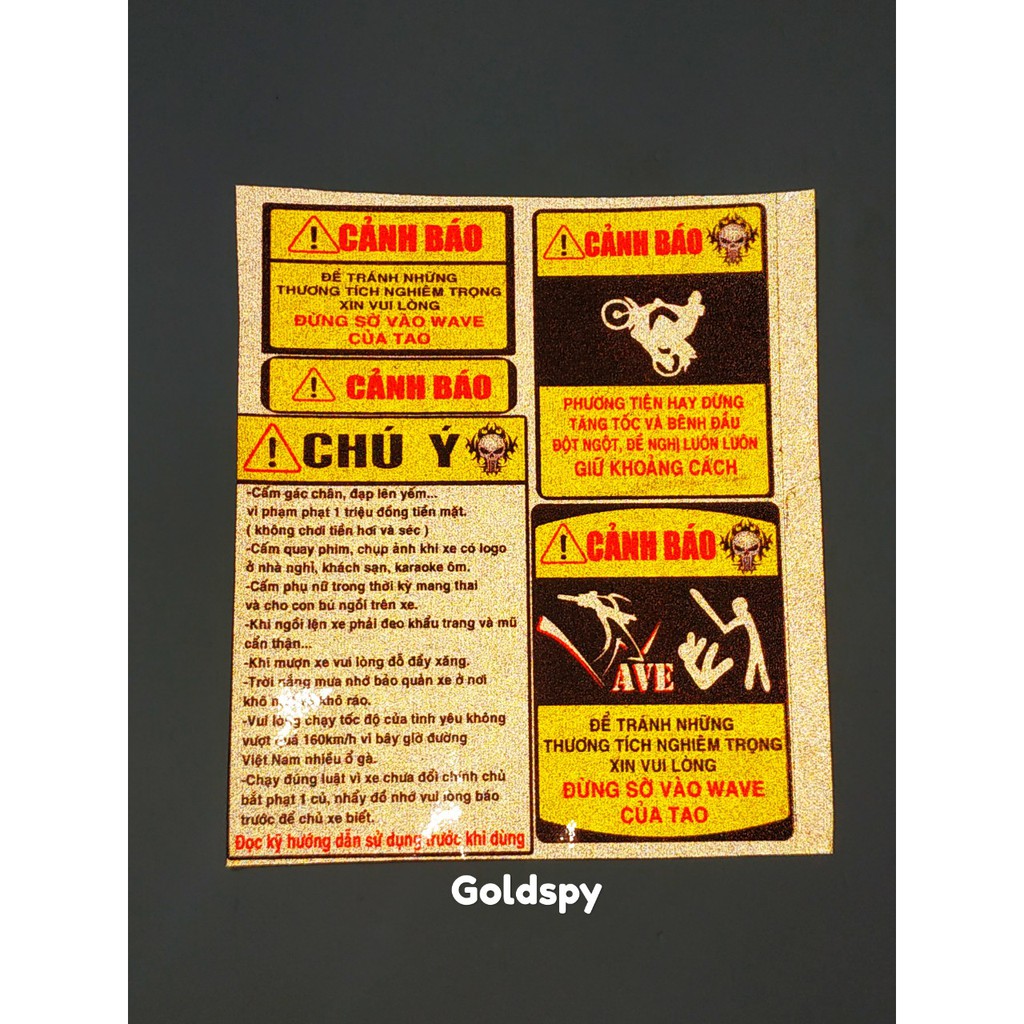 CẢNH BÁO
ĐỂ TRÁNH NHỮNG
THƯƠNG TÍCH NGHIÊM TRỌNG
XIN VUI LÒNG
ĐỪNG SỜ VÀO WAVE
CỦA TAO
CẢNH BÁO
CHÚ Ý
-Cấm gác chân, đạp lên yếm...
vi phạm phạt 1 triệu đồng tiền mặt.
( không chơi tiền hơi và séc )
-Cấm quay phim, chụp ảnh khi xe có logo
ở nhà nghỉ, khách sạn, karaoke ôm.
-Cấm phụ nữ trong thời kỳ mang thai
và cho con bú ngồi trên xe.
-Khi ngồi lện xe phải đeo khẩu trang và mũ
cẩn thận...
-Khi mượn xe vui lòng đỗ đẩy xăng.
-Trời nắng mưa nhớ bảo quản xe ở nơi
khô khô ráo.
-Vui lòng chạy tốc độ của tình yêu không
vượt quá 160km/h vì bây giờ đường
Việt Nam nhiều ổ gà.
-Chạy đúng luật vì xe chưa đổi chính chủ
bắt phạt 1 củ, nhẩy đồ nhớ vui lòng báo
trước để chủ xe biết.
Đọc kỹ hướng dẫn sử dụng trước khi dùng
CẢNH BÁO
PHƯƠNG TIỆN HAY DỪNG
TĂNG TỐC VÀ BÊNH ĐẦU
ĐỘT NGỘT, ĐỀ NGHỊ LUÔN LUÔN
GIỮ KHOẢNG CÁCH
CẢNH BÁO
AVE
ĐỂ TRÁNH NHỮNG
THƯƠNG TÍCH NGHIÊM TRỌNG
XIN VUI LÒNG
ĐỪNG SỜ VÀO WAVE
CỦA TAO
Goldspy